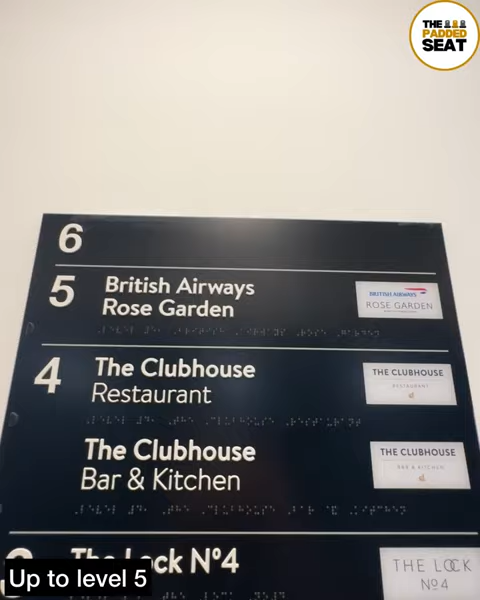 THE
PADDED
SEAT
6
5
British Airways
Rose Garden
BRITISH AIRWAYS
ROSE GARDEN
4
The Clubhouse
Restaurant
THE CLUBHOUSE
RESTAURANT
The Clubhouse
Bar & Kitchen
THE CLUBHOUSE
BAR & KITCHEN
The Lock Nº4
THE LOCK
Nº4
Up to level 5